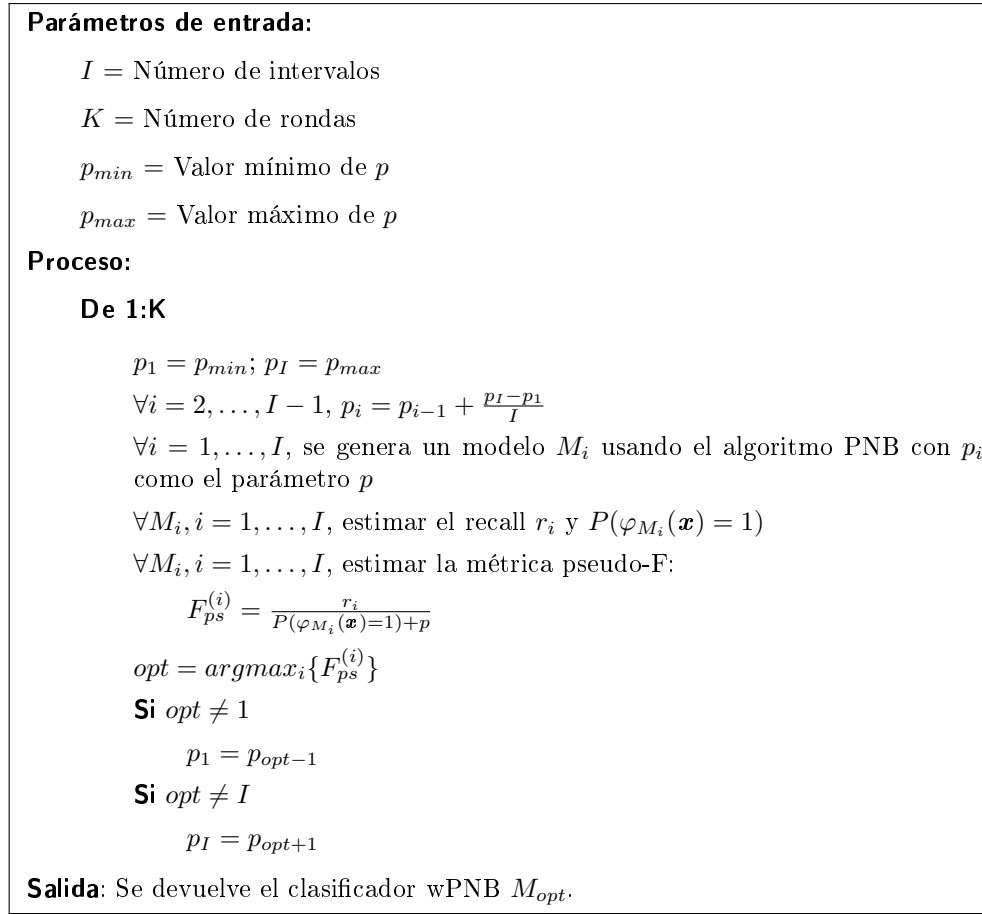 Parámetros de entrada:
I = Número de intervalos
K = Número de rondas
p_{min} = Valor mínimo de p
p_{max} = Valor máximo de p
Proceso:
De 1:K
p_1 = p_{min}; p_I = p_{max}
∀i = 2, . . . , I − 1, p_i = p_{i−1} + \frac{p_I−p_1}{I}
∀i = 1, . . . , I, se genera un modelo M_i usando el algoritmo PNB con p_i
como el parámetro p
∀M_i, i = 1, . . . , I, estimar el recall r_i y P(φ_{M_i}(x) = 1)
∀M_i, i = 1, . . . , I, estimar la métrica pseudo-F:
F_{ps}^{(i)} = \frac{r_i}{P(φ_{M_i}(x)=1)+p}
opt = argmax_i{F_{ps}^{(i)}}
Si opt ≠ 1
p_1 = p_{opt−1}
Si opt ≠ I
p_I = p_{opt+1}
Salida: Se devuelve el clasificador wPNB M_{opt}.